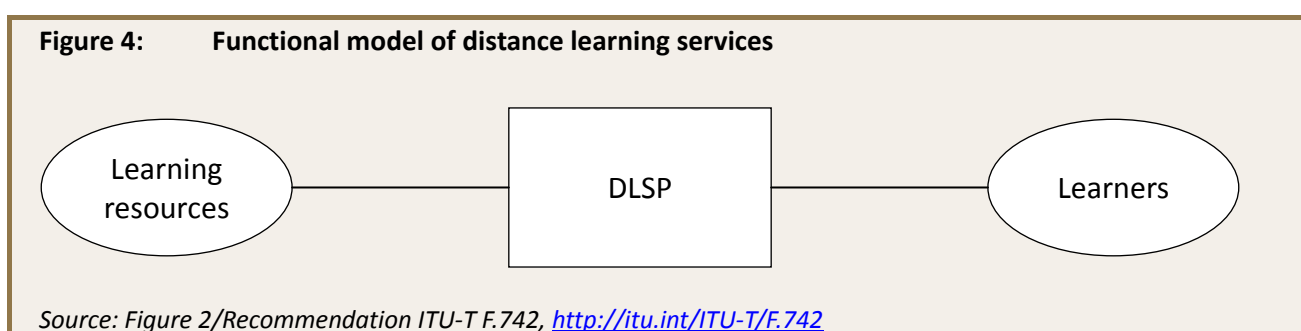 Figure 4: Functional model of distance learning services
Learning
resources
DLSP
Learners
Source: Figure 2/Recommendation ITU-T F.742, http://itu.int/ITU-T/F.742